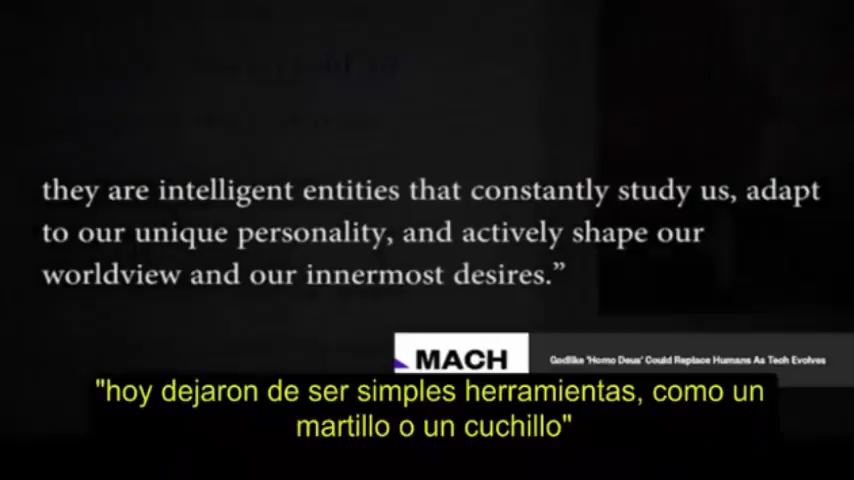 they are intelligent entities that constantly study us, adapt
to our unique personality, and actively shape our
worldview and our innermost desires.”
MACH
Godlike 'Homo Deus' Could Replace Humans As Tech Evolves
"hoy dejaron de ser simples herramientas, como un
martillo o un cuchillo"